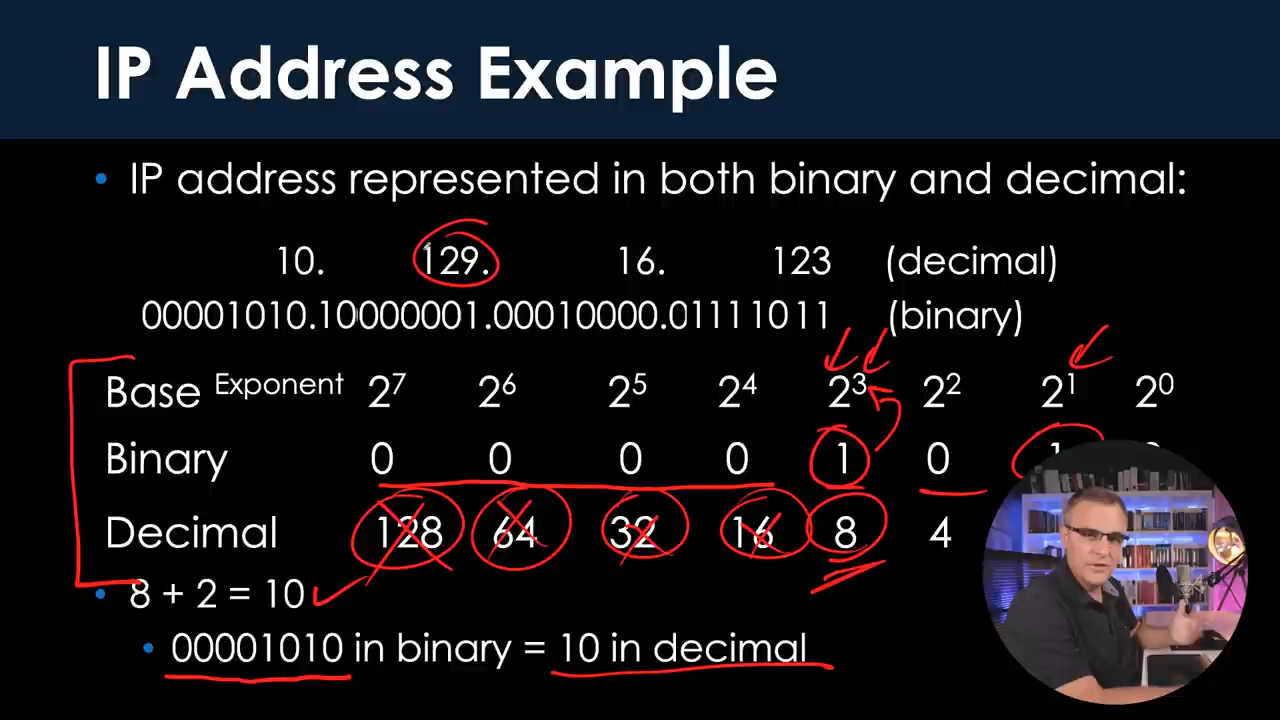 IP Address Example
• IP address represented in both binary and decimal:
10. 129. 16. 123 (decimal)
00001010.10000001.00010000.01111011 (binary)
Base Exponent 2⁷ 2⁶ 2⁵ 2⁴ 2³ 2² 2¹ 2⁰
Binary 0 0 0 0 1 0 1
Decimal 128 64 32 16 8 4
• 8 + 2 = 10
• 00001010 in binary = 10 in decimal